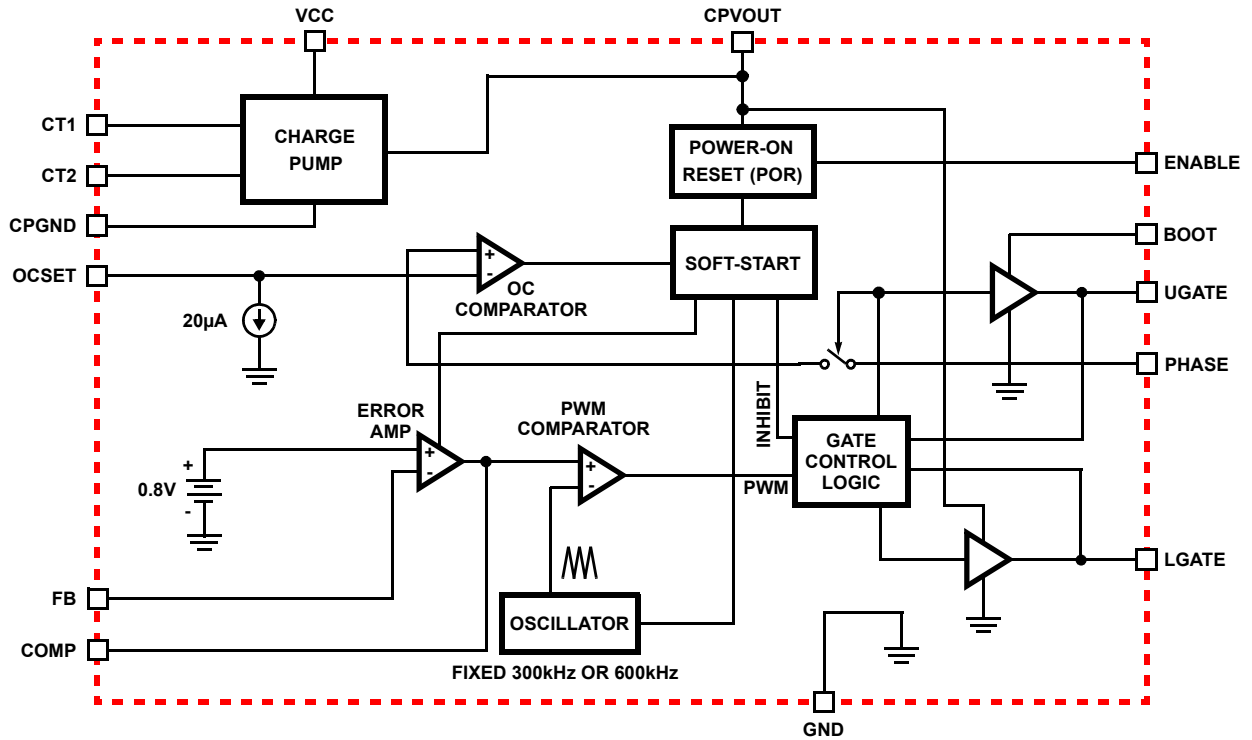 VCC
CPVOUT
CT1
CHARGE
PUMP
POWER-ON
RESET (POR)
CT2
ENABLE
CPGND
BOOT
OCSET
+
-
SOFT-START
OC
COMPARATOR
UGATE
20µA
PHASE
ERROR
AMP
PWM
COMPARATOR
INHIBIT
GATE
CONTROL
LOGIC
+
-
+
-
+
0.8V
-
PWM
LGATE
FB
OSCILLATOR
COMP
FIXED 300kHz OR 600kHz
GND